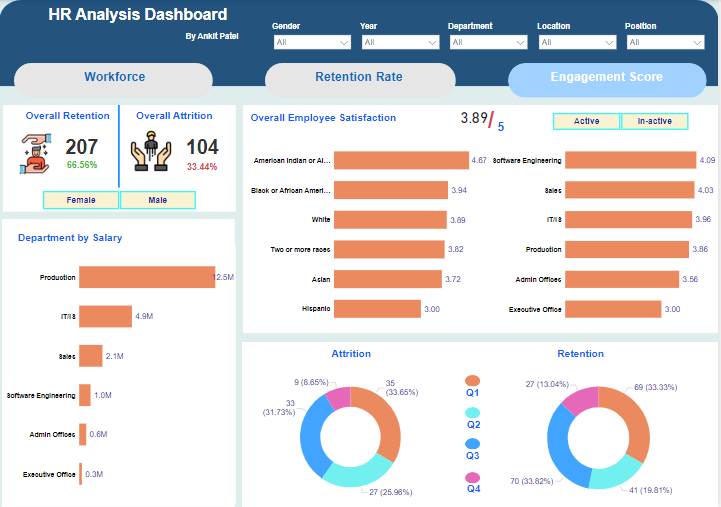 HR Analysis Dashboard
By Ankit Patel
Gender
Year
Department
Location
Position
All
All
All
All
All
Workforce
Retention Rate
Engagement Score
Overall Retention
Overall Attrition
207
66.56%
104
33.44%
Female
Male
Overall Employee Satisfaction
3.89/5
Active
In-active
American Indian or Al... 4.67
Black or African Ameri... 3.94
White 3.89
Two or more races 3.82
Asian 3.72
Hispanic 3.00
Software Engineering 4.09
Sales 4.03
IT/IS 3.96
Production 3.86
Admin Offices 3.56
Executive Office 3.00
Department by Salary
Production 12.5M
IT/IS 4.9M
Sales 2.1M
Software Engineering 1.0M
Admin Offices 0.6M
Executive Office 0.3M
Attrition
9 (8.65%)
35
(33.65%)
33
(31.73%)
27 (25.96%)
Q1
Q2
Q3
Q4
Retention
27 (13.04%)
69 (33.33%)
70 (33.82%)
41 (19.81%)